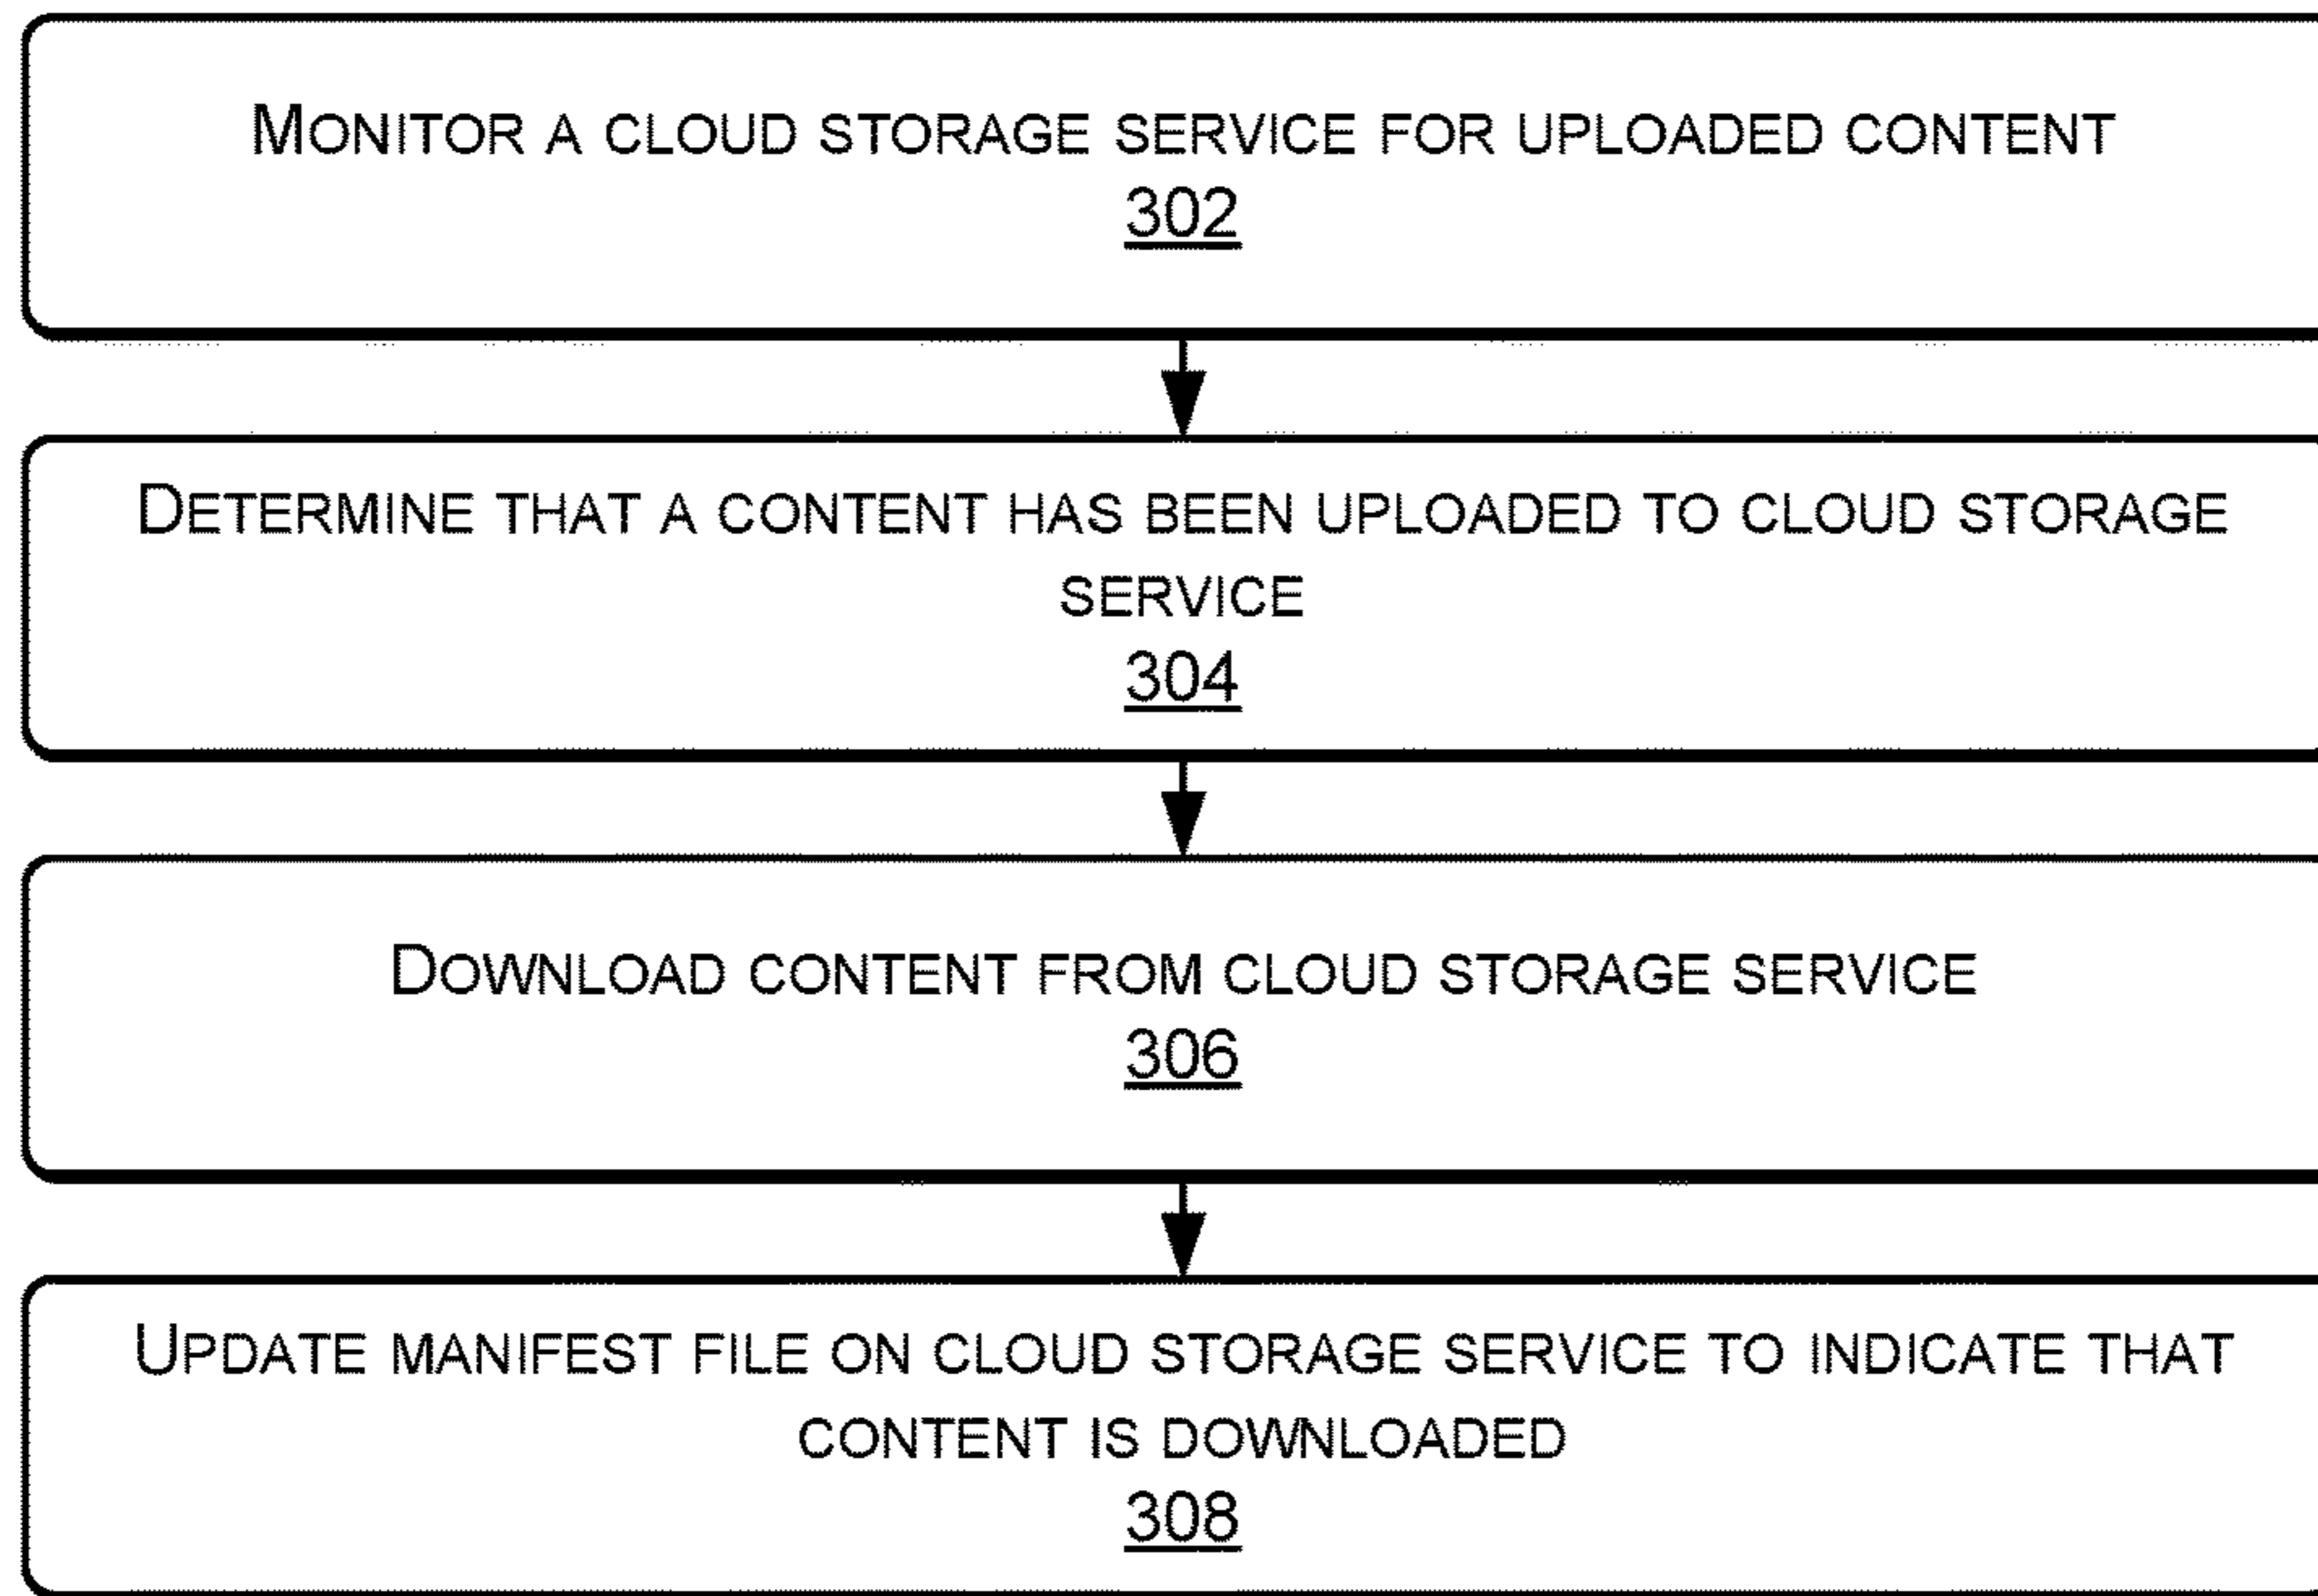 MONITOR A CLOUD STORAGE SERVICE FOR UPLOADED CONTENT
302
DETERMINE THAT A CONTENT HAS BEEN UPLOADED TO CLOUD STORAGE
SERVICE
304
DOWNLOAD CONTENT FROM CLOUD STORAGE SERVICE
306
UPDATE MANIFEST FILE ON CLOUD STORAGE SERVICE TO INDICATE THAT
CONTENT IS DOWNLOADED
308